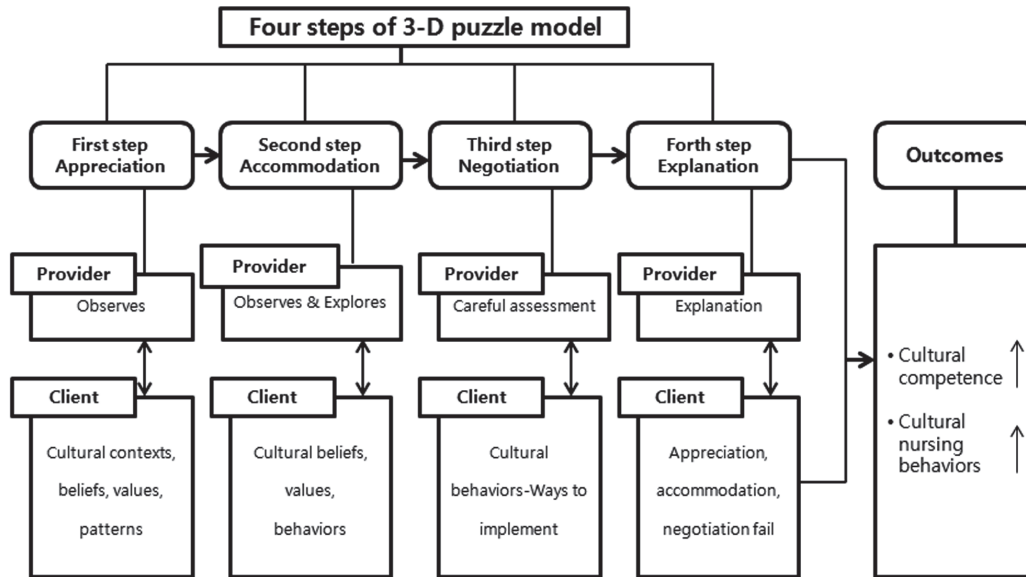 Four steps of 3-D puzzle model
First step
Appreciation
Second step
Accommodation
Third step
Negotiation
Forth step
Explanation
Outcomes
Provider
Observes
Provider
Observes & Explores
Provider
Careful assessment
Provider
Explanation
Client
Cultural contexts,
beliefs, values,
patterns
Client
Cultural beliefs,
values,
behaviors
Client
Cultural
behaviors-Ways to
implement
Client
Appreciation,
accommodation,
negotiation fail
• Cultural
competence
• Cultural
nursing
behaviors